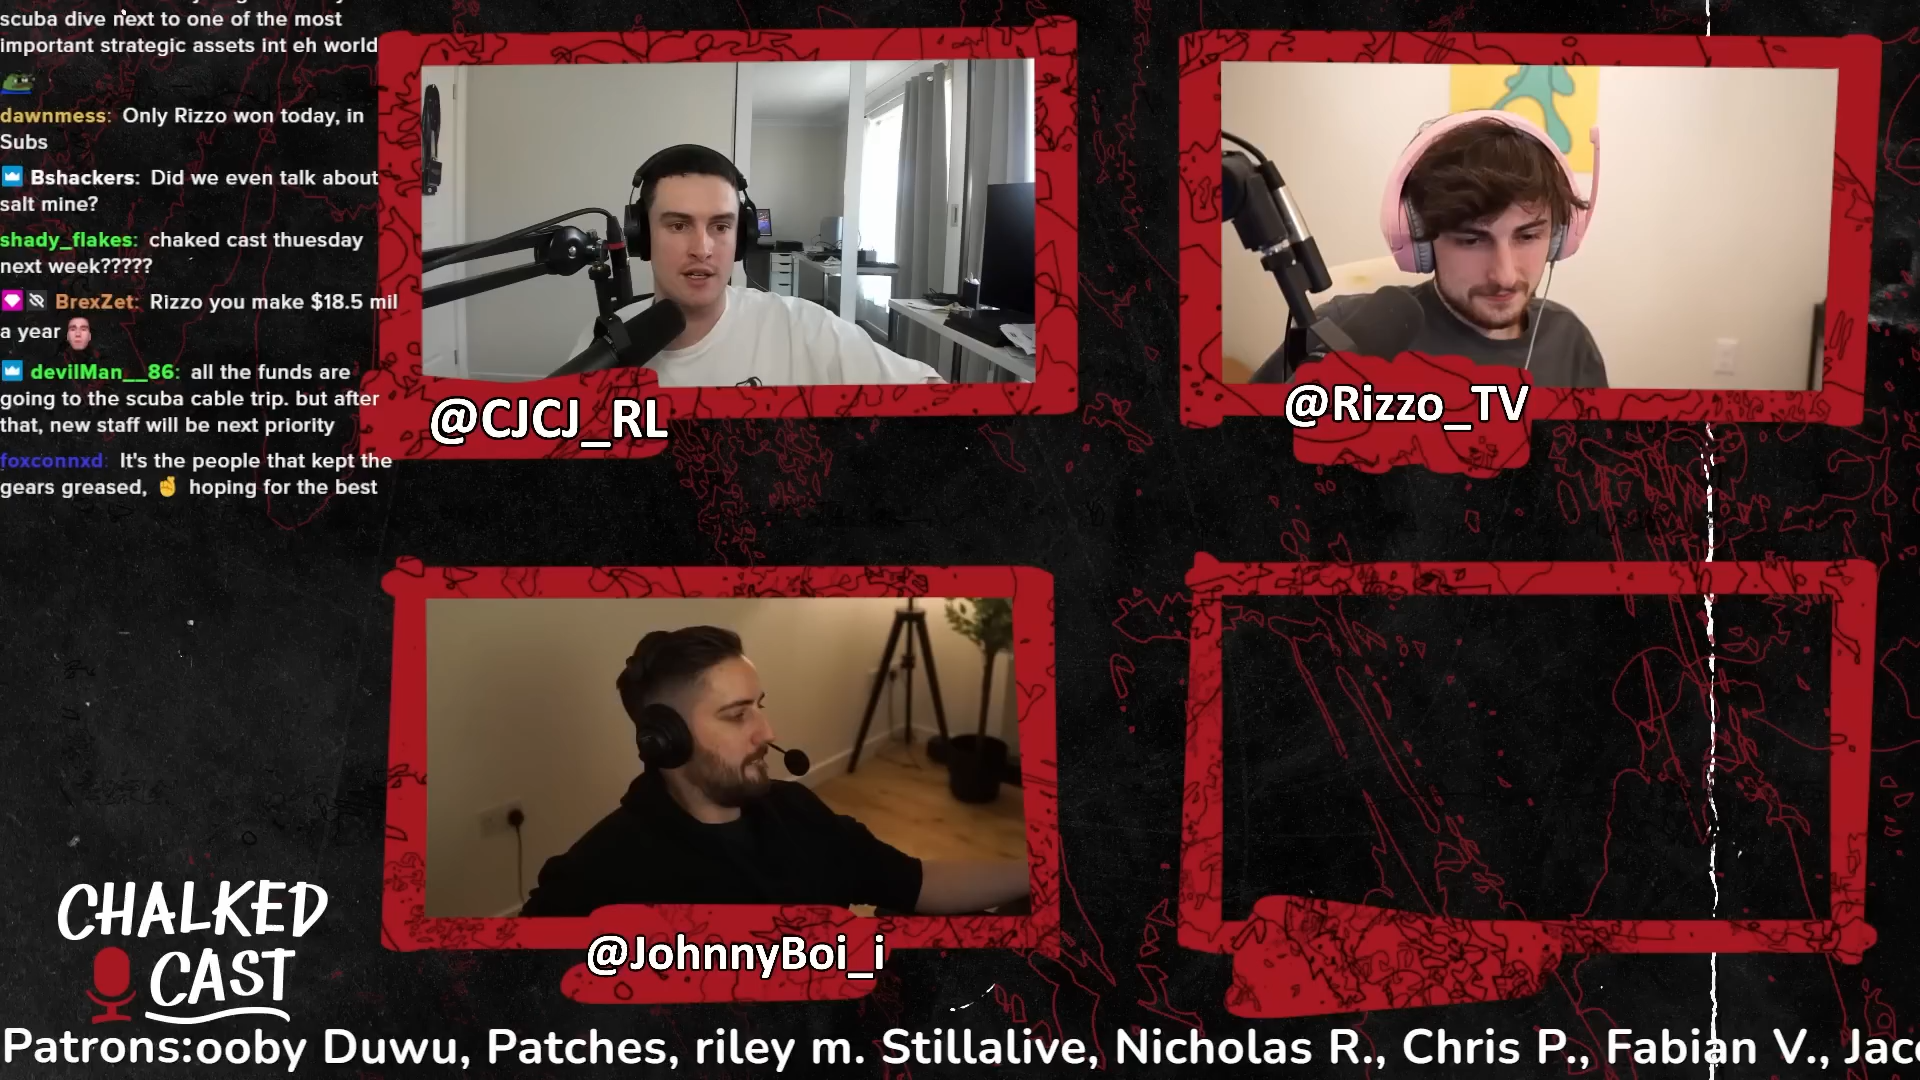 scuba dive next to one of the most
important strategic assets int eh world
dawnmess: Only Rizzo won today, in
Subs
Bshackers: Did we even talk about
salt mine?
shady_flakes: chaked cast thuesday
next week?????
BrexZet: Rizzo you make $18.5 mil
a year
devilMan__86: all the funds are
going to the scuba cable trip. but after
that, new staff will be next priority
foxconnxd: It's the people that kept the
gears greased, 🤞 hoping for the best
@CJCJ_RL
@Rizzo_TV
@JohnnyBoi_i
CHALKED
CAST
Patrons:ooby Duwu, Patches, riley m. Stillalive, Nicholas R., Chris P., Fabian V.,